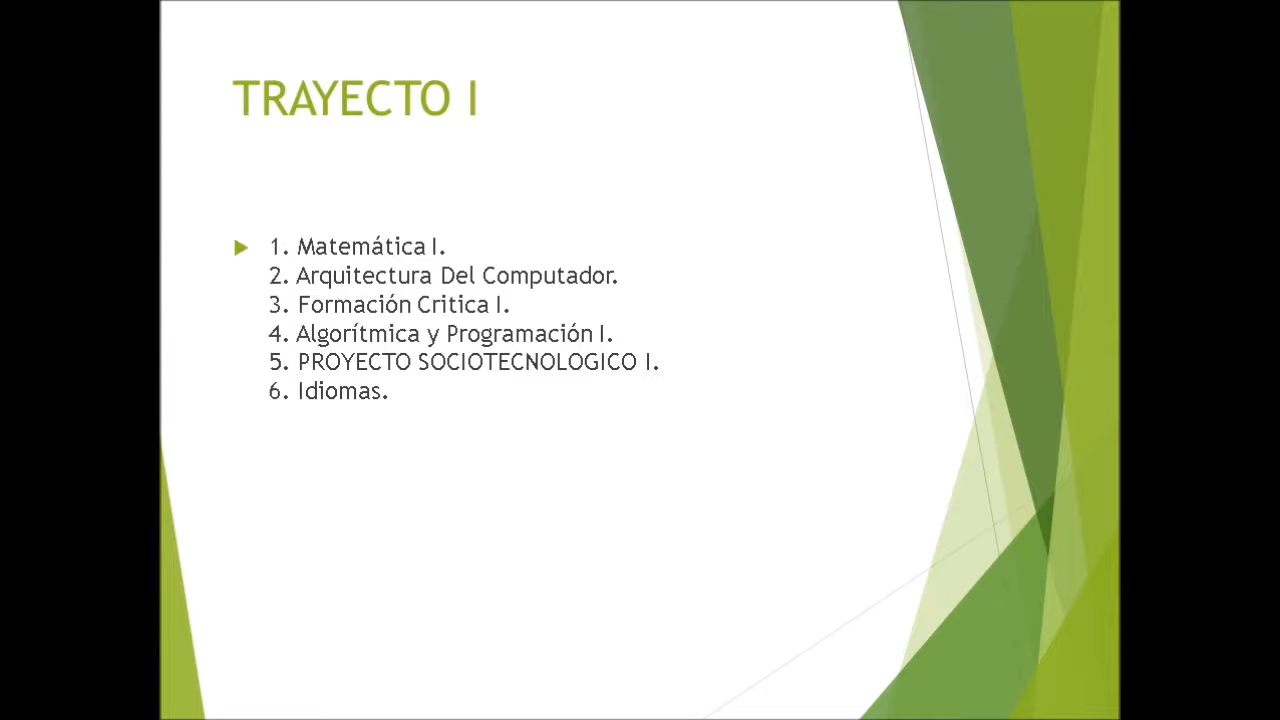 TRAYECTO I
1. Matemática I.
2. Arquitectura Del Computador.
3. Formación Critica I.
4. Algorítmica y Programación I.
5. PROYECTO SOCIOTECNOLOGICO I.
6. Idiomas.